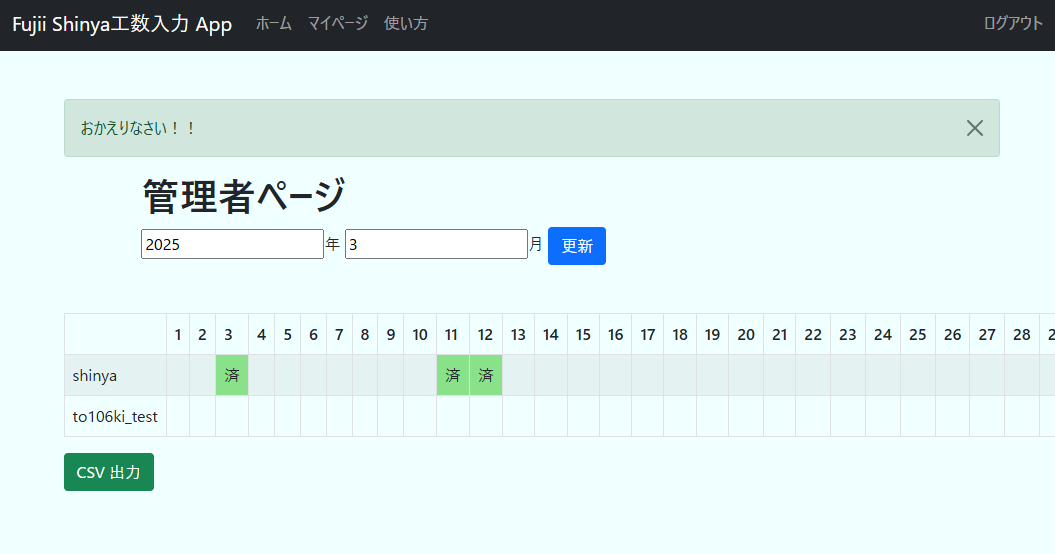 Fujii Shinya工数入力 App ホーム マイページ 使い方 ログアウト
おかえりなさい！！
管理者ページ
2025 年 3 月 更新
1 2 3 4 5 6 7 8 9 10 11 12 13 14 15 16 17 18 19 20 21 22 23 24 25 26 27 28 2
shinya 済 済 済
to106ki_test
CSV 出力